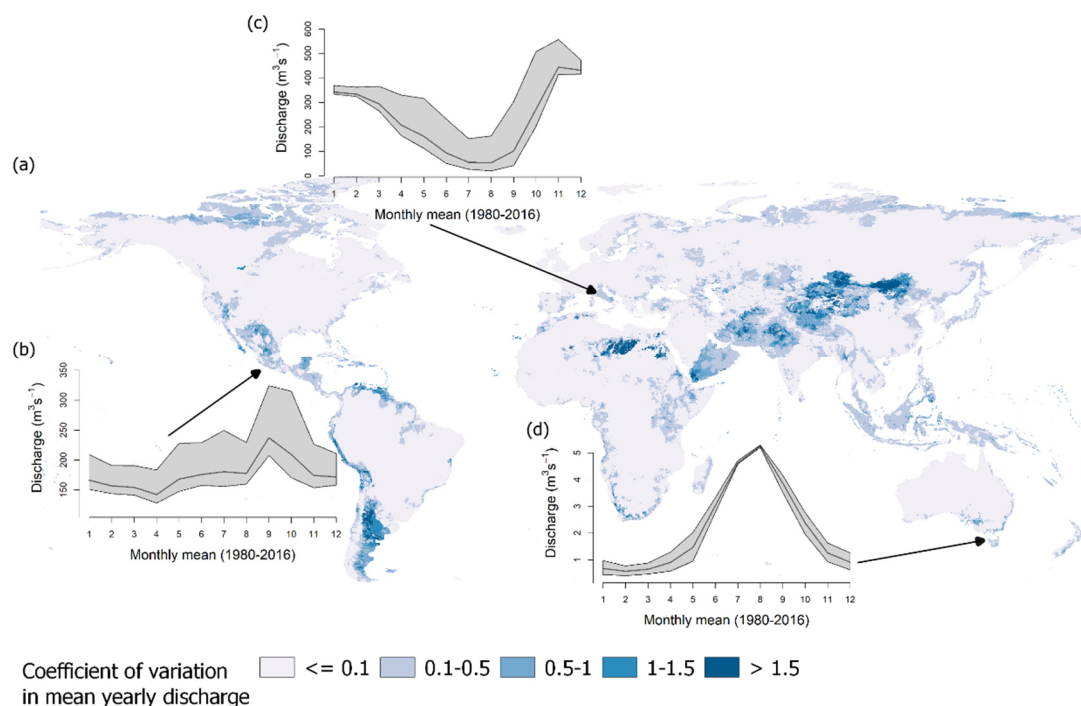 (c)
Discharge (m³s⁻¹)
600
500
400
300
200
100
0
1 2 3 4 5 6 7 8 9 10 11 12
Monthly mean (1980-2016)
(a)
(b)
Discharge (m³s⁻¹)
350
300
250
200
150
1 2 3 4 5 6 7 8 9 10 11 12
Monthly mean (1980-2016)
(d)
Discharge (m³s⁻¹)
5
4
3
2
1
1 2 3 4 5 6 7 8 9 10 11 12
Monthly mean (1980-2016)
Coefficient of variation
in mean yearly discharge
<= 0.1 0.1-0.5 0.5-1 1-1.5 > 1.5